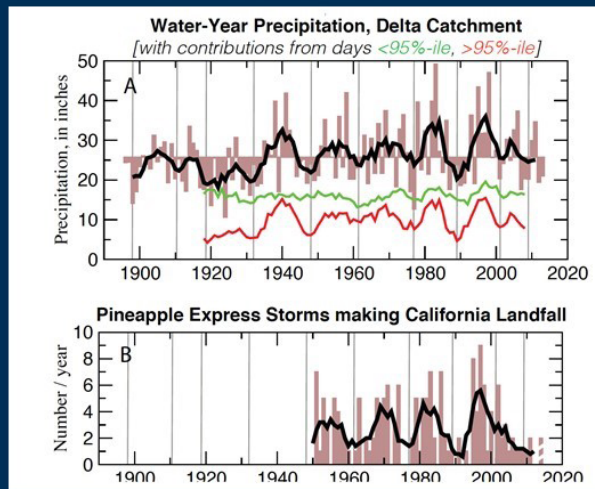 Water-Year Precipitation, Delta Catchment
[with contributions from days <95%-ile, >95%-ile]
A
Precipitation, in inches
50
40
30
20
10
0
1900 1920 1940 1960 1980 2000 2020
Pineapple Express Storms making California Landfall
B
Number / year
10
8
6
4
2
0
1900 1920 1940 1960 1980 2000 2020